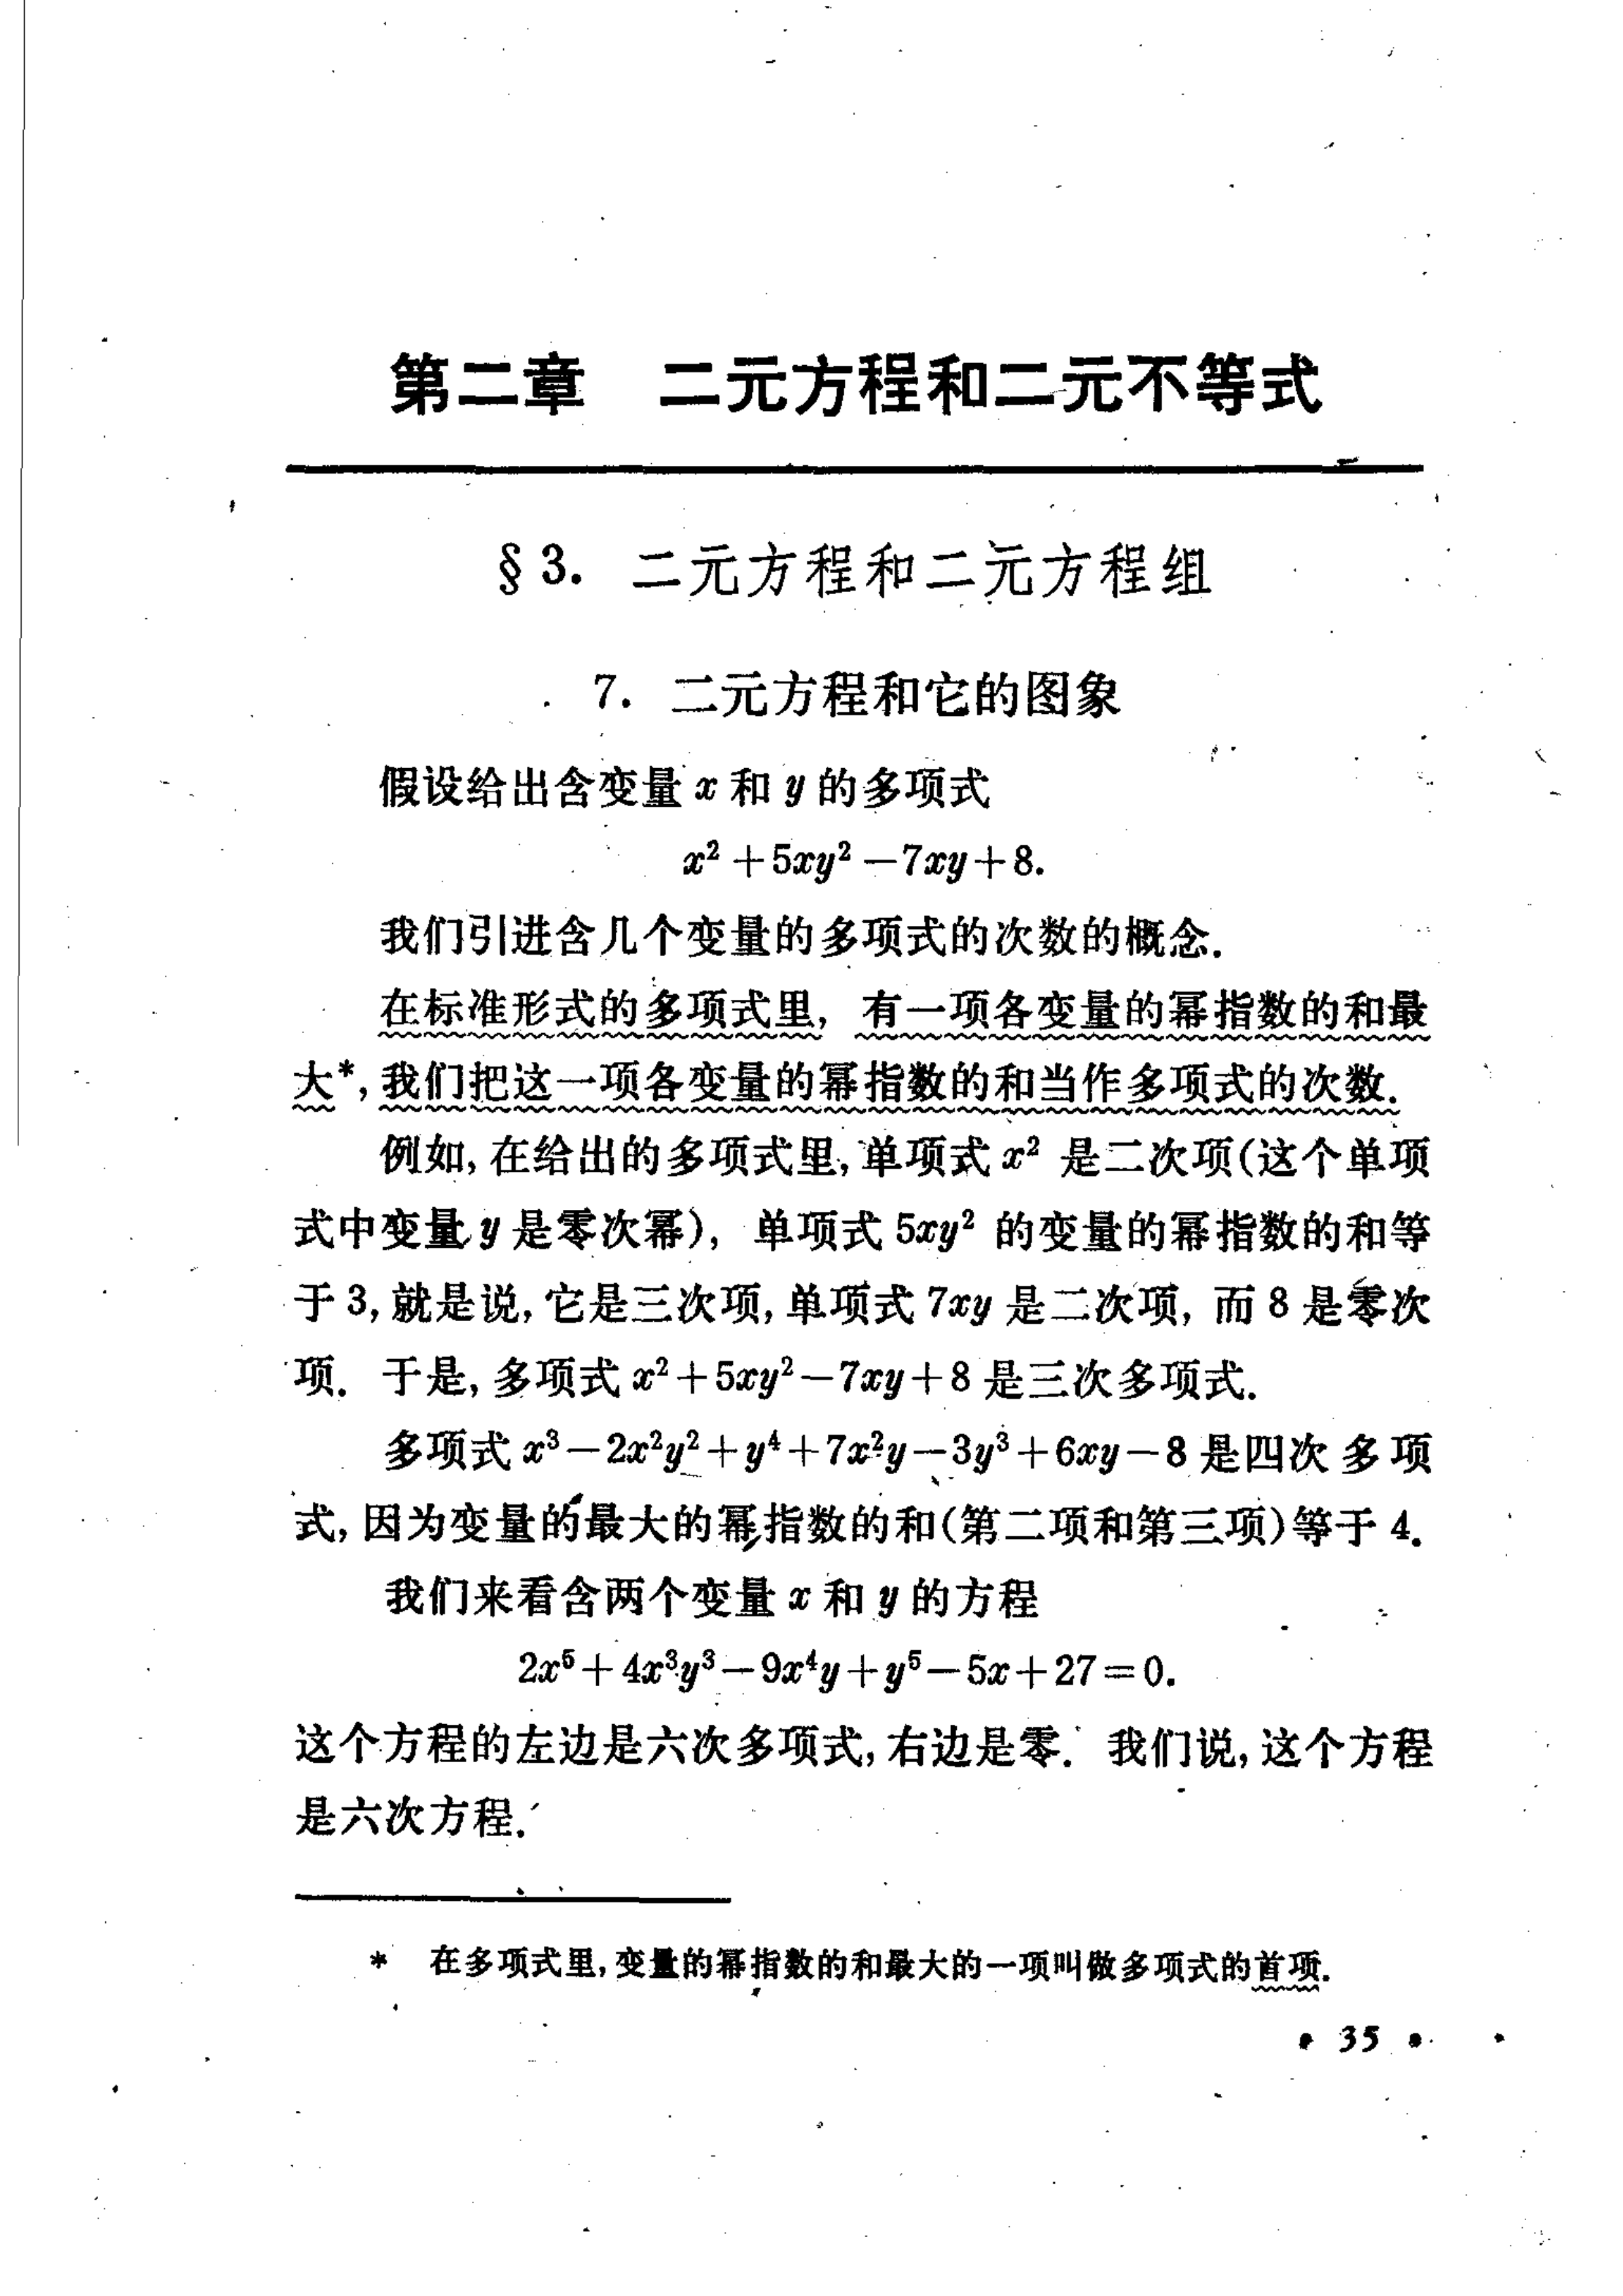 第二章 二元方程和二元不等式
§3. 二元方程和二元方程组
7. 二元方程和它的图象
假设给出含变量 x 和 y 的多项式
x²+5xy²−7xy+8.
我们引进含几个变量的多项式的次数的概念.
在标准形式的多项式里, 有一项各变量的幂指数的和最
大*, 我们把这一项各变量的幂指数的和当作多项式的次数.
例如, 在给出的多项式里, 单项式 x² 是二次项(这个单项
式中变量 y 是零次幂), 单项式 5xy² 的变量的幂指数的和等
于 3, 就是说, 它是三次项, 单项式 7xy 是二次项, 而 8 是零次
项. 于是, 多项式 x²+5xy²−7xy+8 是三次多项式.
多项式 x³−2x²y²+y⁴+7x²y−3y³+6xy−8 是四次多项
式, 因为变量的最大的幂指数的和(第二项和第三项)等于 4.
我们来看含两个变量 x 和 y 的方程
2x⁵+4x³y³−9x⁴y+y⁵−5x+27=0.
这个方程的左边是六次多项式, 右边是零. 我们说, 这个方程
是六次方程.
* 在多项式里, 变量的幂指数的和最大的一项叫做多项式的首项.
• 35 •